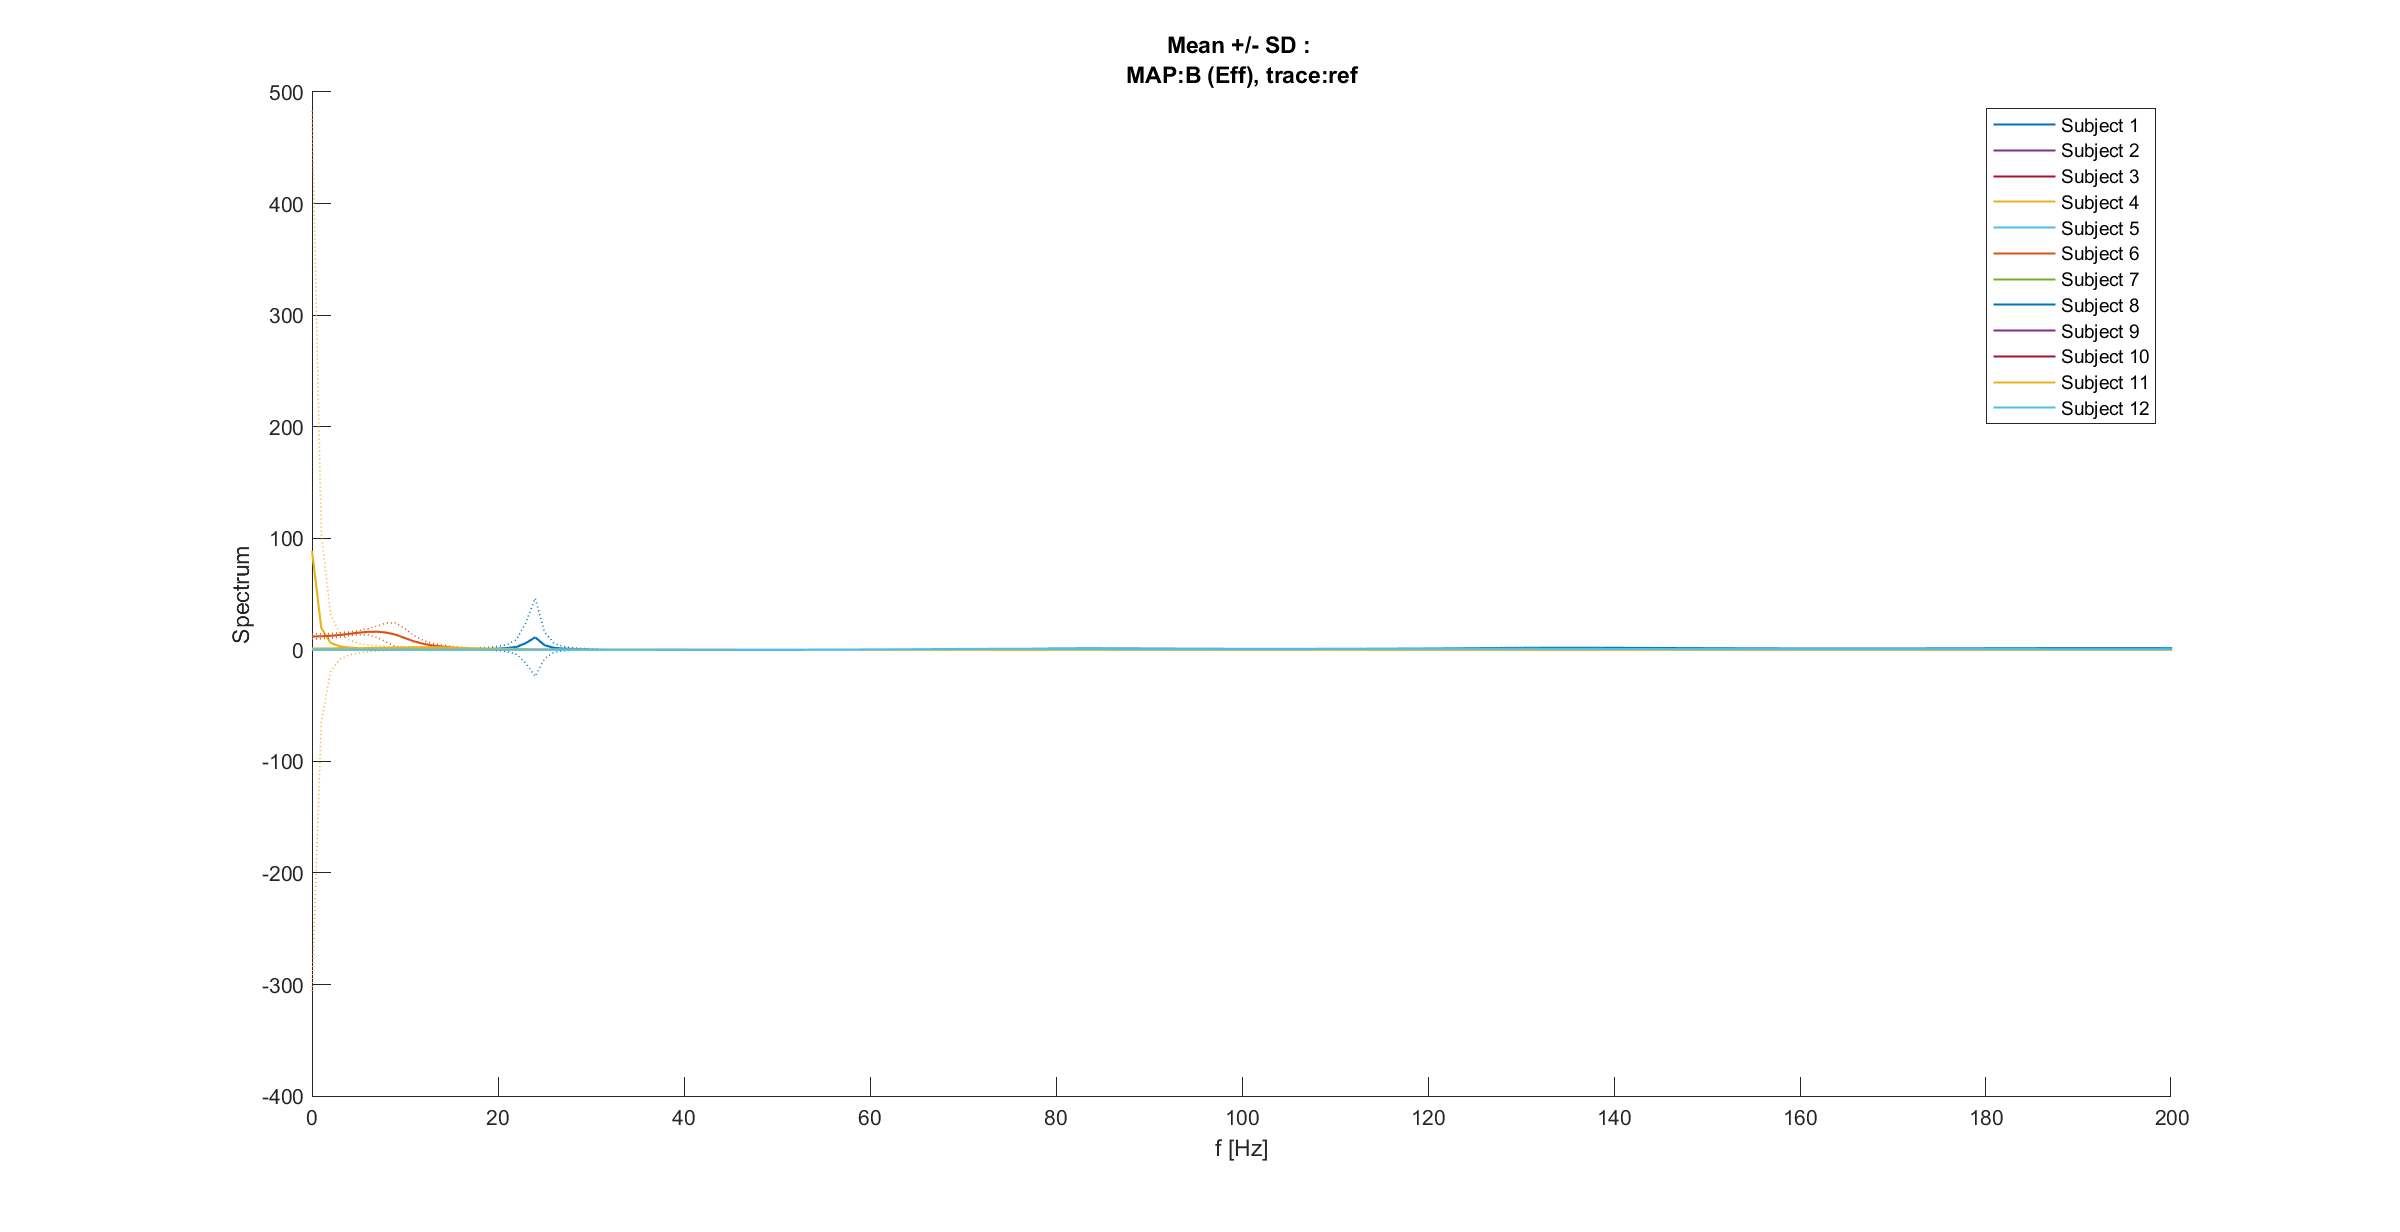 Mean +/- SD :
MAP:B (Eff), trace:ref
500
400
300
200
100
0
-100
-200
-300
-400
Spectrum
0 20 40 60 80 100 120 140 160 180 200
f [Hz]
Subject 1
Subject 2
Subject 3
Subject 4
Subject 5
Subject 6
Subject 7
Subject 8
Subject 9
Subject 10
Subject 11
Subject 12